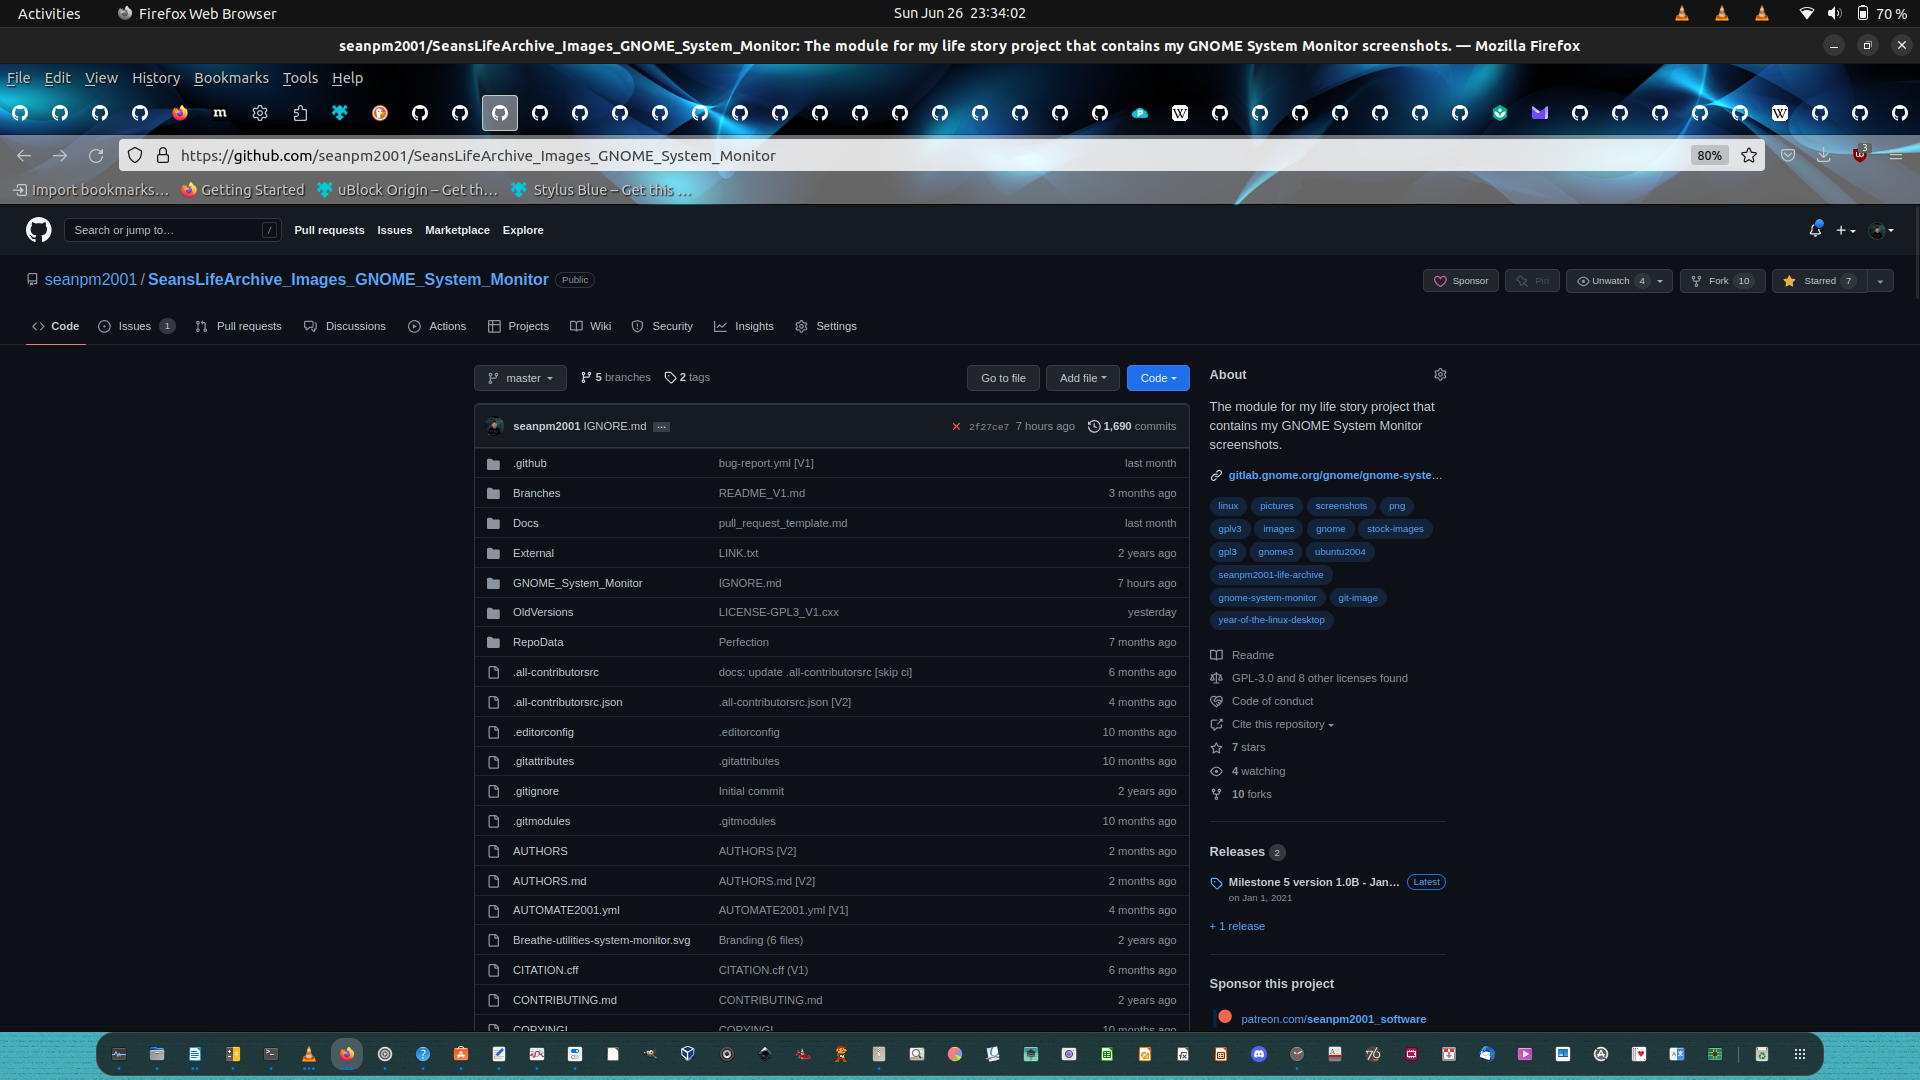 Activities Firefox Web Browser Sun Jun 26 23:34:02 70 %
seanpm2001/SeansLifeArchive_Images_GNOME_System_Monitor: The module for my life story project that contains my GNOME System Monitor screenshots. — Mozilla Firefox
File Edit View History Bookmarks Tools Help
https://github.com/seanpm2001/SeansLifeArchive_Images_GNOME_System_Monitor 80% 3
Import bookmarks… Getting Started uBlock Origin – Get th… Stylus Blue – Get this …
Search or jump to… / Pull requests Issues Marketplace Explore
seanpm2001 / SeansLifeArchive_Images_GNOME_System_Monitor Public Sponsor Pin Unwatch 4 Fork 10 Starred 7
Code Issues 1 Pull requests Discussions Actions Projects Wiki Security Insights Settings
master 5 branches 2 tags Go to file Add file Code
seanpm2001 IGNORE.md … 2f27ce7 7 hours ago 1,690 commits
.github bug-report.yml [V1] last month
Branches README_V1.md 3 months ago
Docs pull_request_template.md last month
External LINK.txt 2 years ago
GNOME_System_Monitor IGNORE.md 7 hours ago
OldVersions LICENSE-GPL3_V1.cxx yesterday
RepoData Perfection 7 months ago
.all-contributorsrc docs: update .all-contributorsrc [skip ci] 6 months ago
.all-contributorsrc.json .all-contributorsrc.json [V2] 4 months ago
.editorconfig .editorconfig 10 months ago
.gitattributes .gitattributes 10 months ago
.gitignore Initial commit 2 years ago
.gitmodules .gitmodules 10 months ago
AUTHORS AUTHORS [V2] 2 months ago
AUTHORS.md AUTHORS.md [V2] 2 months ago
AUTOMATE2001.yml AUTOMATE2001.yml [V1] 4 months ago
Breathe-utilities-system-monitor.svg Branding (6 files) 2 years ago
CITATION.cff CITATION.cff (V1) 6 months ago
CONTRIBUTING.md CONTRIBUTING.md 2 years ago
COPYINGL COPYINGL 10 months ago
About
The module for my life story project that
contains my GNOME System Monitor
screenshots.
gitlab.gnome.org/gnome/gnome-syste…
linux pictures screenshots png
gplv3 images gnome stock-images
gpl3 gnome3 ubuntu2004
seanpm2001-life-archive
gnome-system-monitor git-image
year-of-the-linux-desktop
Readme
GPL-3.0 and 8 other licenses found
Code of conduct
Cite this repository
7 stars
4 watching
10 forks
Releases 2
Milestone 5 version 1.0B - Jan… Latest
on Jan 1, 2021
+ 1 release
Sponsor this project
patreon.com/seanpm2001_software